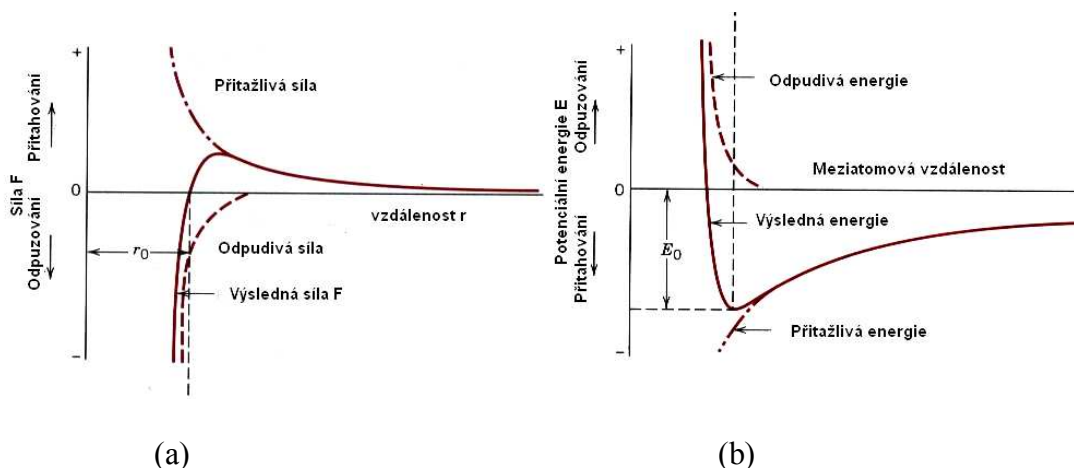 +
Přitahování
Síla F
0
Odpuzování
−
Přitažlivá síla
vzdálenost r
r0
Odpudivá síla
Výsledná síla F
(a)
+
Potenciální energie E
Odpuzování
0
Přitahování
−
Odpudivá energie
Meziatomová vzdálenost
Výsledná energie
E0
Přitažlivá energie
(b)